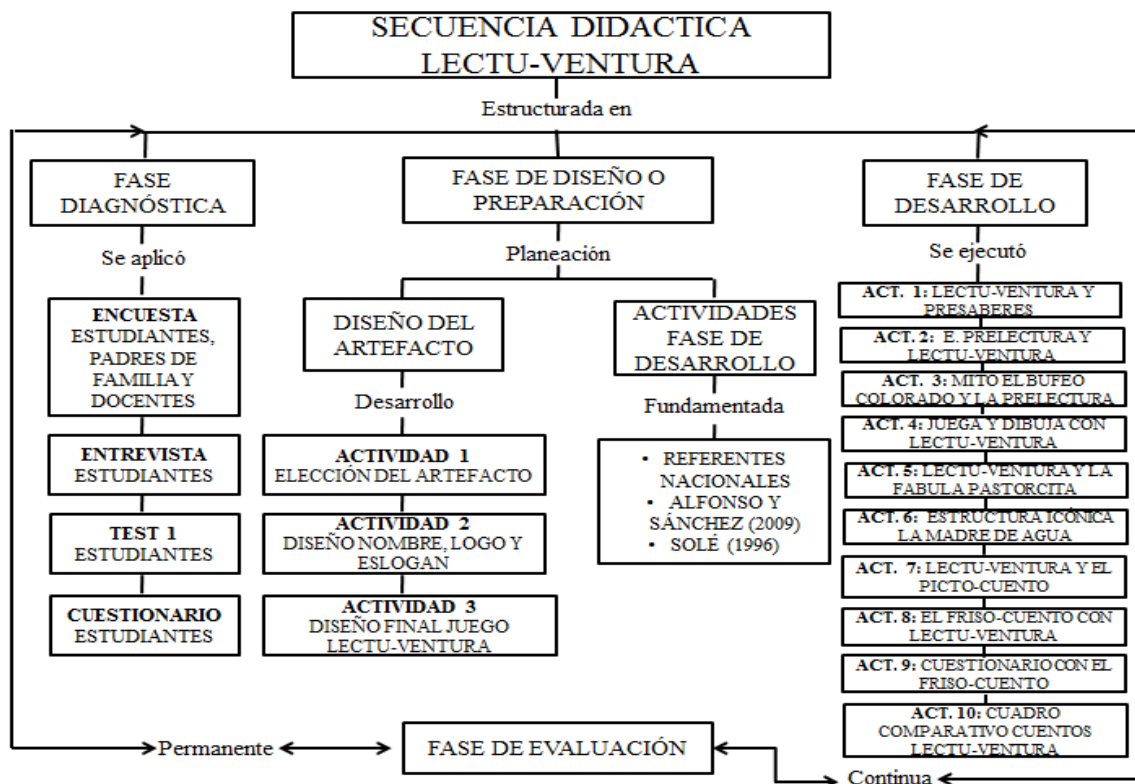 SECUENCIA DIDACTICA
LECTU-VENTURA
Estructurada en
FASE
DIAGNÓSTICA
Se aplicó
ENCUESTA
ESTUDIANTES,
PADRES DE
FAMILIA Y
DOCENTES
ENTREVISTA
ESTUDIANTES
TEST 1
ESTUDIANTES
CUESTIONARIO
ESTUDIANTES
FASE DE DISEÑO O
PREPARACIÓN
Planeación
DISEÑO DEL
ARTEFACTO
Desarrollo
ACTIVIDAD 1
ELECCIÓN DEL ARTEFACTO
ACTIVIDAD 2
DISEÑO NOMBRE, LOGO Y
ESLOGAN
ACTIVIDAD 3
DISEÑO FINAL JUEGO
LECTU-VENTURA
ACTIVIDADES
FASE DE
DESARROLLO
Fundamentada
• REFERENTES
NACIONALES
• ALFONSO Y
SÁNCHEZ (2009)
• SOLÉ (1996)
FASE DE
DESARROLLO
Se ejecutó
ACT. 1: LECTU-VENTURA Y
PRESABERES
ACT. 2: E. PRELECTURA Y
LECTU-VENTURA
ACT. 3: MITO EL BUFEO
COLORADO Y LA PRELECTURA
ACT. 4: JUEGA Y DIBUJA CON
LECTU-VENTURA
ACT. 5: LECTU-VENTURA Y LA
FABULA PASTORCITA
ACT. 6: ESTRUCTURA ICÓNICA
LA MADRE DE AGUA
ACT. 7: LECTU-VENTURA Y EL
PICTO-CUENTO
ACT. 8: EL FRISO-CUENTO CON
LECTU-VENTURA
ACT. 9: CUESTIONARIO CON EL
FRISO-CUENTO
ACT. 10: CUADRO
COMPARATIVO CUENTOS
LECTU-VENTURA
Permanente
FASE DE EVALUACIÓN
Continua